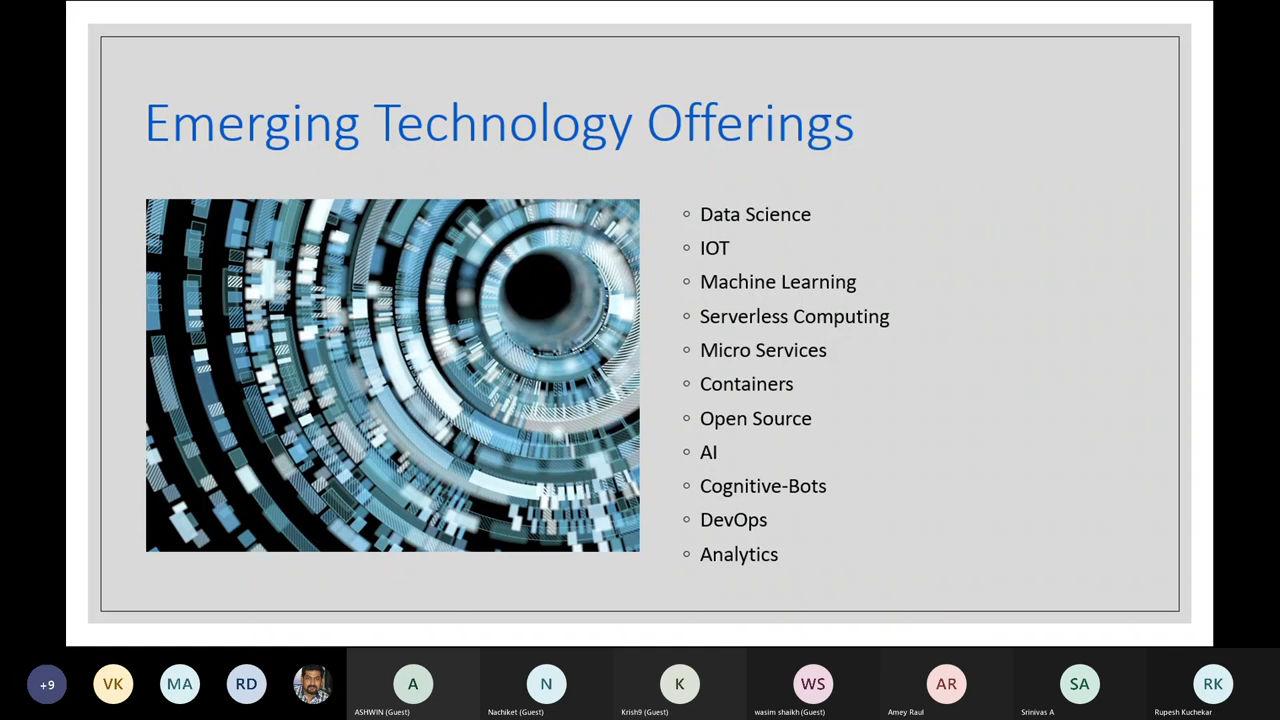 Emerging Technology Offerings
Data Science
IOT
Machine Learning
Serverless Computing
Micro Services
Containers
Open Source
AI
Cognitive-Bots
DevOps
Analytics
+9
VK
MA
RD
A
N
K
WS
AR
SA
RK
ASHWIN (Guest)
Nachiket (Guest)
Krish9 (Guest)
wasim shaikh (Guest)
Amey Raul
Srinivas A
Rupesh Kuchekar